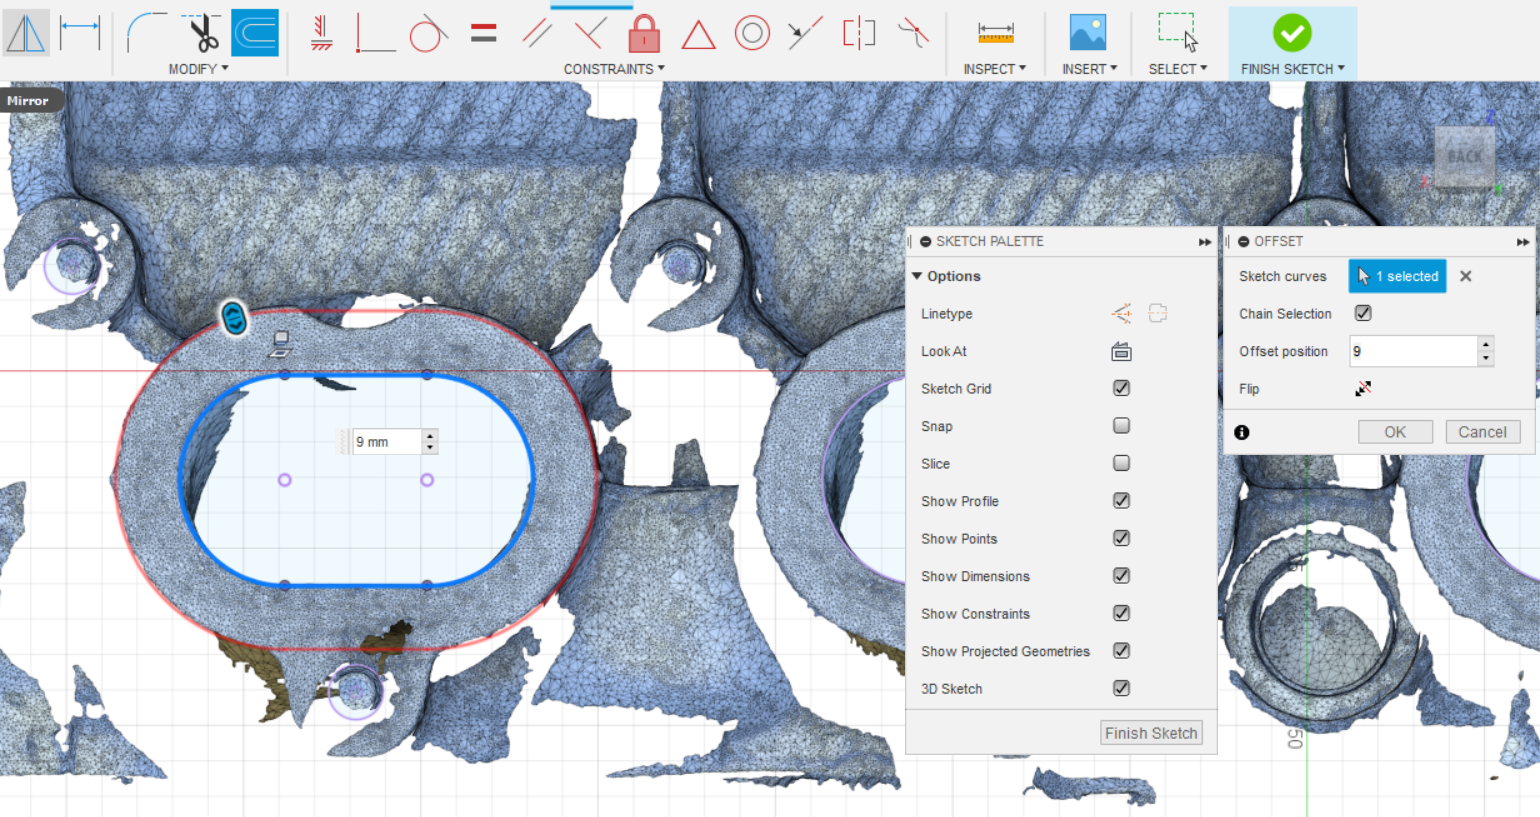 MODIFY
CONSTRAINTS
INSPECT
INSERT
SELECT
FINISH SKETCH
Mirror
Z
BACK
X
SKETCH PALETTE
Options
Linetype
Look At
Sketch Grid
Snap
Slice
Show Profile
Show Points
Show Dimensions
Show Constraints
Show Projected Geometries
3D Sketch
Finish Sketch
OFFSET
Sketch curves
1 selected
Chain Selection
Offset position
9
Flip
OK
Cancel
9 mm
50